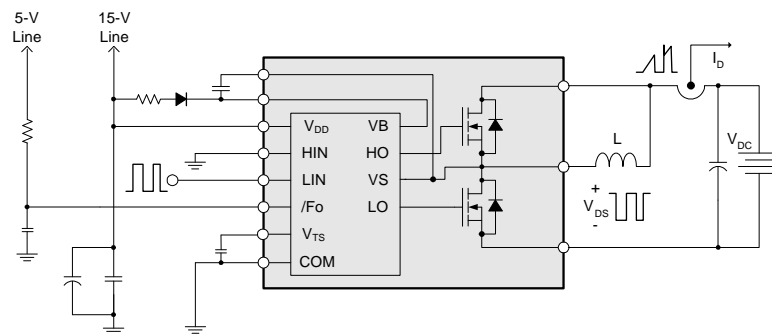 5-V
Line
15-V
Line
V_DD
HIN
LIN
/Fo
V_TS
COM
VB
HO
VS
LO
I_D
L
V_DC
+
V_DS
-